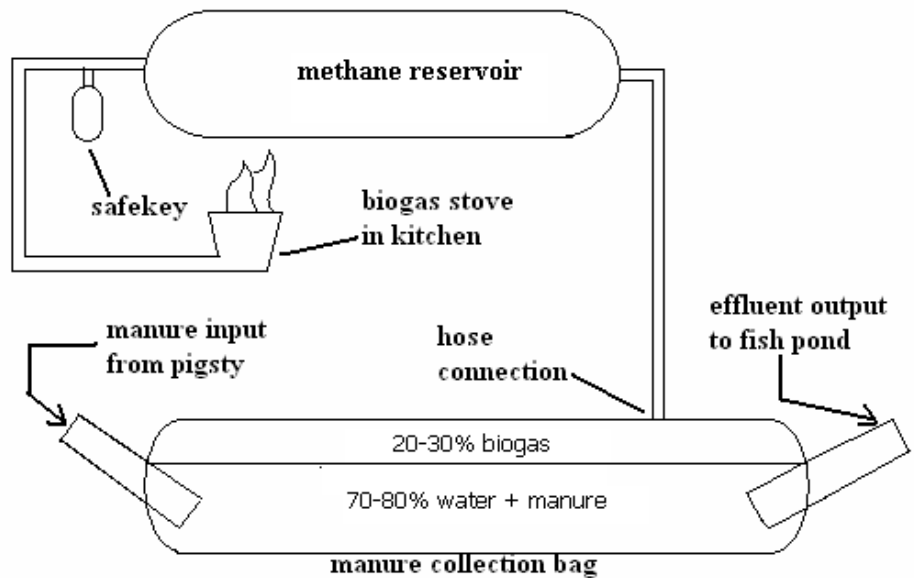 methane reservoir
safekey
biogas stove
in kitchen
manure input
from pigsty
hose
connection
effluent output
to fish pond
20-30% biogas
70-80% water + manure
manure collection bag